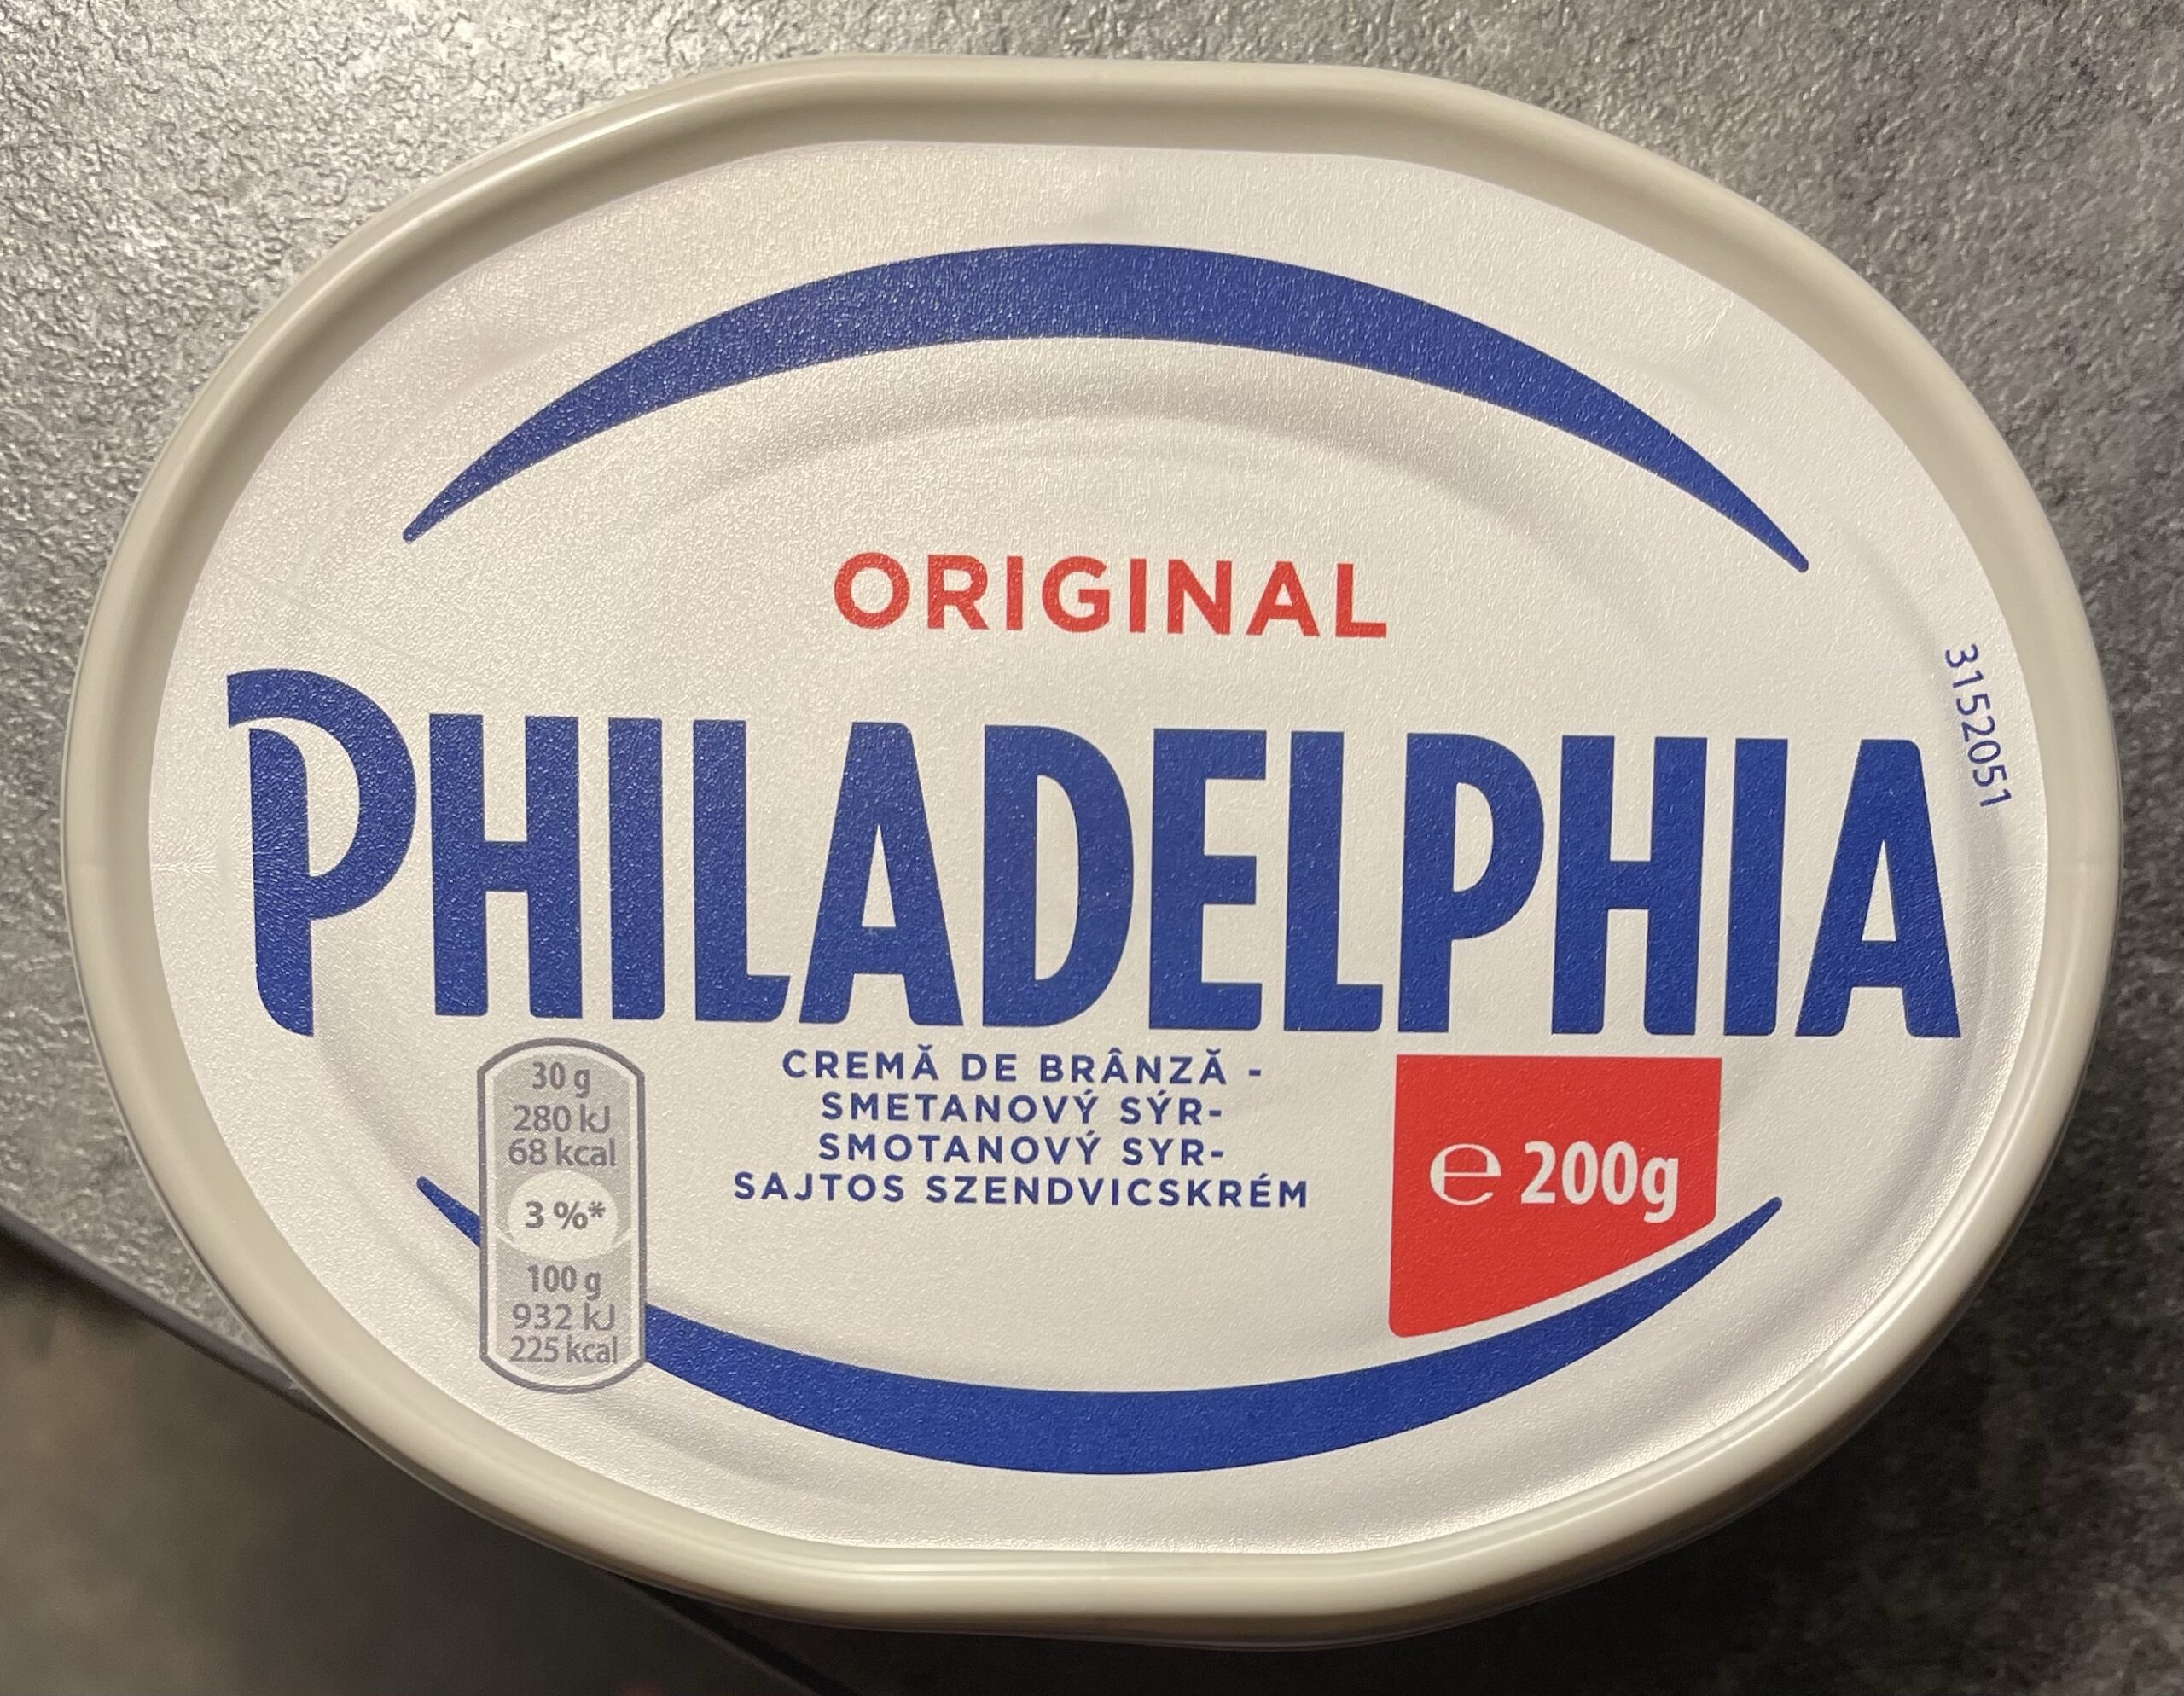 ORIGINAL
PHILADELPHIA
3152051
CREMĂ DE BRÂNZĂ -
SMETANOVÝ SÝR-
SMOTANOVÝ SYR-
SAJTOS SZENDVICSKRÉM
30 g
280 kJ
68 kcal
3 %*
100 g
932 kJ
225 kcal
℮ 200g